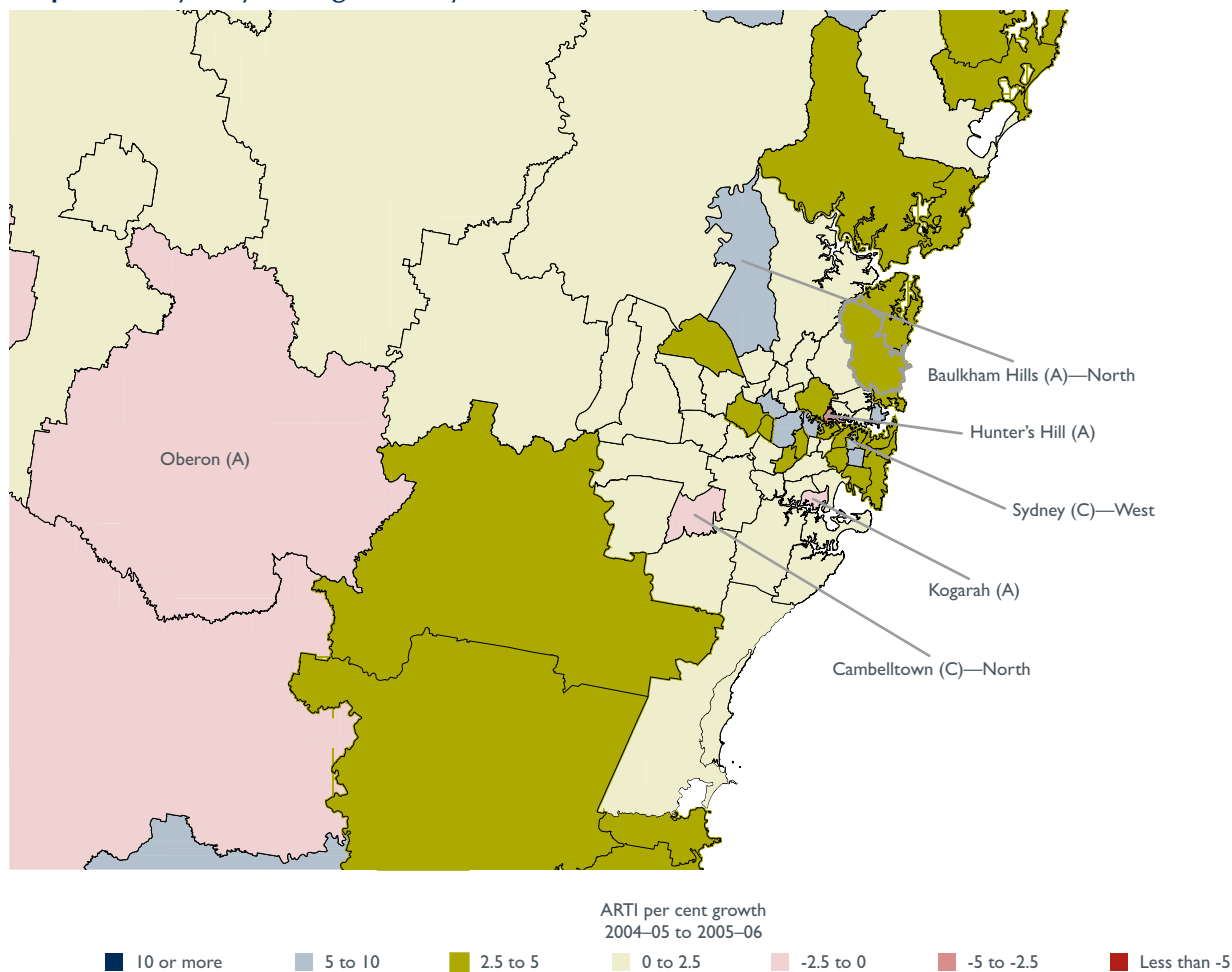 Baulkham Hills (A)—North
Hunter's Hill (A)
Oberon (A)
Sydney (C)—West
Kogarah (A)
Cambelltown (C)—North
ARTI per cent growth
2004–05 to 2005–06
10 or more 5 to 10 2.5 to 5 0 to 2.5 -2.5 to 0 -5 to -2.5 Less than -5